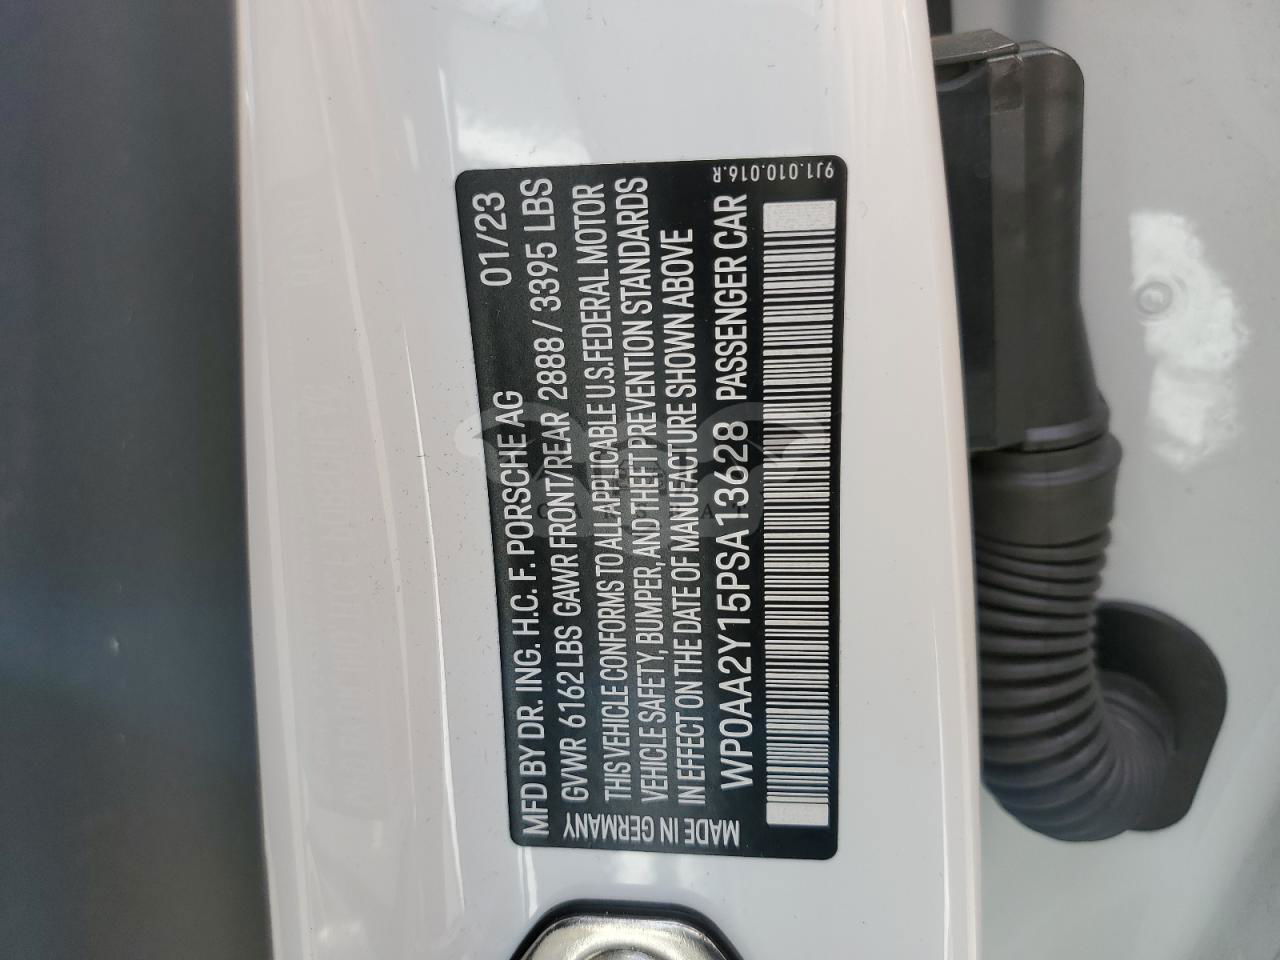 MFD BY DR. ING. H.C. F. PORSCHE AG 01/23
GVWR 6162 LBS GAWR FRONT/REAR 2888 / 3395 LBS
THIS VEHICLE CONFORMS TO ALL APPLICABLE U.S. FEDERAL MOTOR
VEHICLE SAFETY, BUMPER, AND THEFT PREVENTION STANDARDS
IN EFFECT ON THE DATE OF MANUFACTURE SHOWN ABOVE
WP0AA2Y15PSA13628 PASSENGER CAR
MADE IN GERMANY
9J1.010.016.R